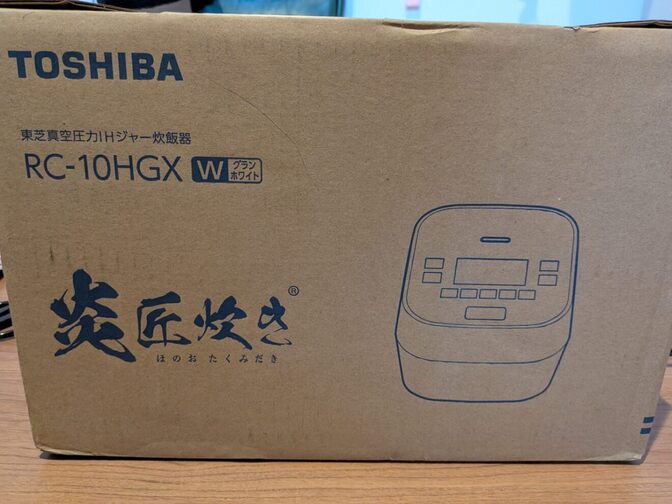 TOSHIBA
東芝真空圧力IHジャー炊飯器
RC-10HGX W グラン
ホワイト
炎匠炊き®
ほのおたくみだき